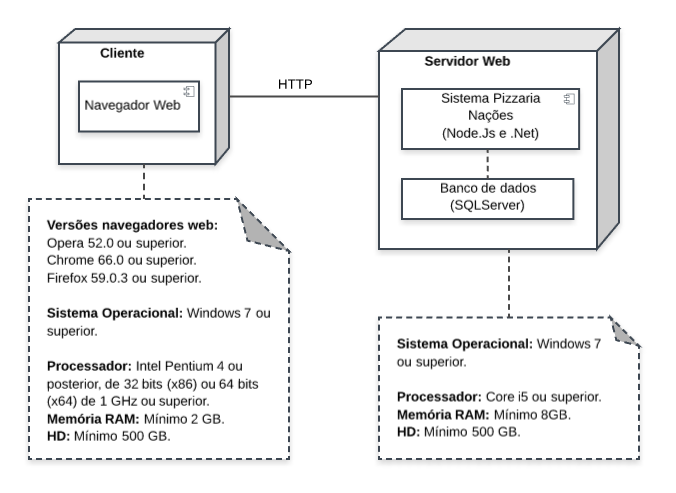 Cliente
Navegador Web
HTTP
Servidor Web
Sistema Pizzaria
Nações
(Node.Js e .Net)
Banco de dados
(SQLServer)
Versões navegadores web:
Opera 52.0 ou superior.
Chrome 66.0 ou superior.
Firefox 59.0.3 ou superior.
Sistema Operacional: Windows 7 ou
superior.
Processador: Intel Pentium 4 ou
posterior, de 32 bits (x86) ou 64 bits
(x64) de 1 GHz ou superior.
Memória RAM: Mínimo 2 GB.
HD: Mínimo 500 GB.
Sistema Operacional: Windows 7
ou superior.
Processador: Core i5 ou superior.
Memória RAM: Mínimo 8GB.
HD: Mínimo 500 GB.